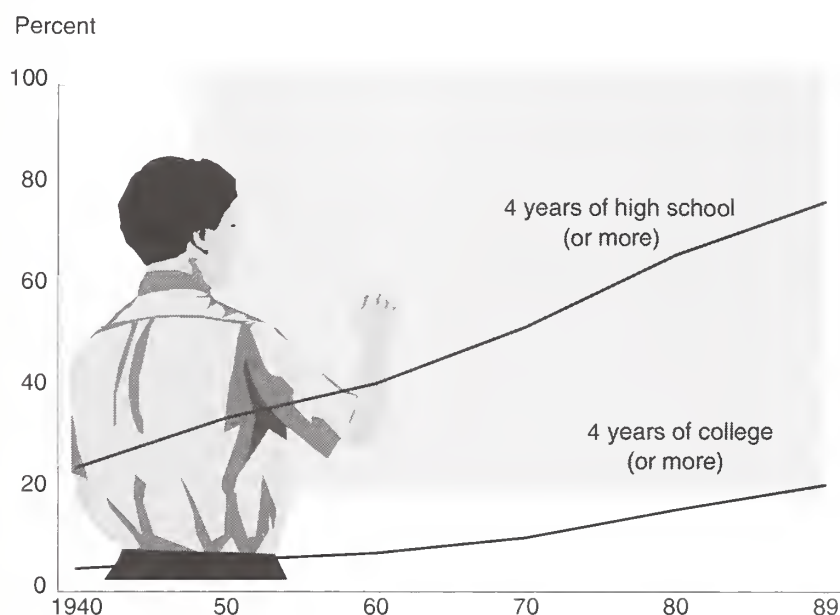 Percent
100
80
60
40
20
0
4 years of high school
(or more)
4 years of college
(or more)
1940 50 60 70 80 89